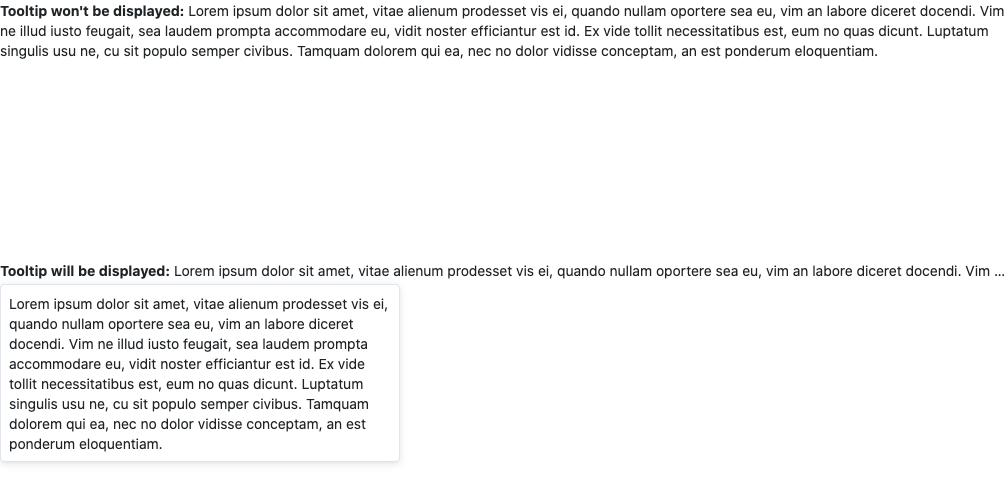 Tooltip won't be displayed: Lorem ipsum dolor sit amet, vitae alienum prodesset vis ei, quando nullam oportere sea eu, vim an labore diceret docendi. Vim
ne illud iusto feugait, sea laudem prompta accommodare eu, vidit noster efficiantur est id. Ex vide tollit necessitatibus est, eum no quas dicunt. Luptatum
singulis usu ne, cu sit populo semper civibus. Tamquam dolorem qui ea, nec no dolor vidisse conceptam, an est ponderum eloquentiam.
Tooltip will be displayed: Lorem ipsum dolor sit amet, vitae alienum prodesset vis ei, quando nullam oportere sea eu, vim an labore diceret docendi. Vim ...
Lorem ipsum dolor sit amet, vitae alienum prodesset vis ei,
quando nullam oportere sea eu, vim an labore diceret
docendi. Vim ne illud iusto feugait, sea laudem prompta
accommodare eu, vidit noster efficiantur est id. Ex vide
tollit necessitatibus est, eum no quas dicunt. Luptatum
singulis usu ne, cu sit populo semper civibus. Tamquam
dolorem qui ea, nec no dolor vidisse conceptam, an est
ponderum eloquentiam.